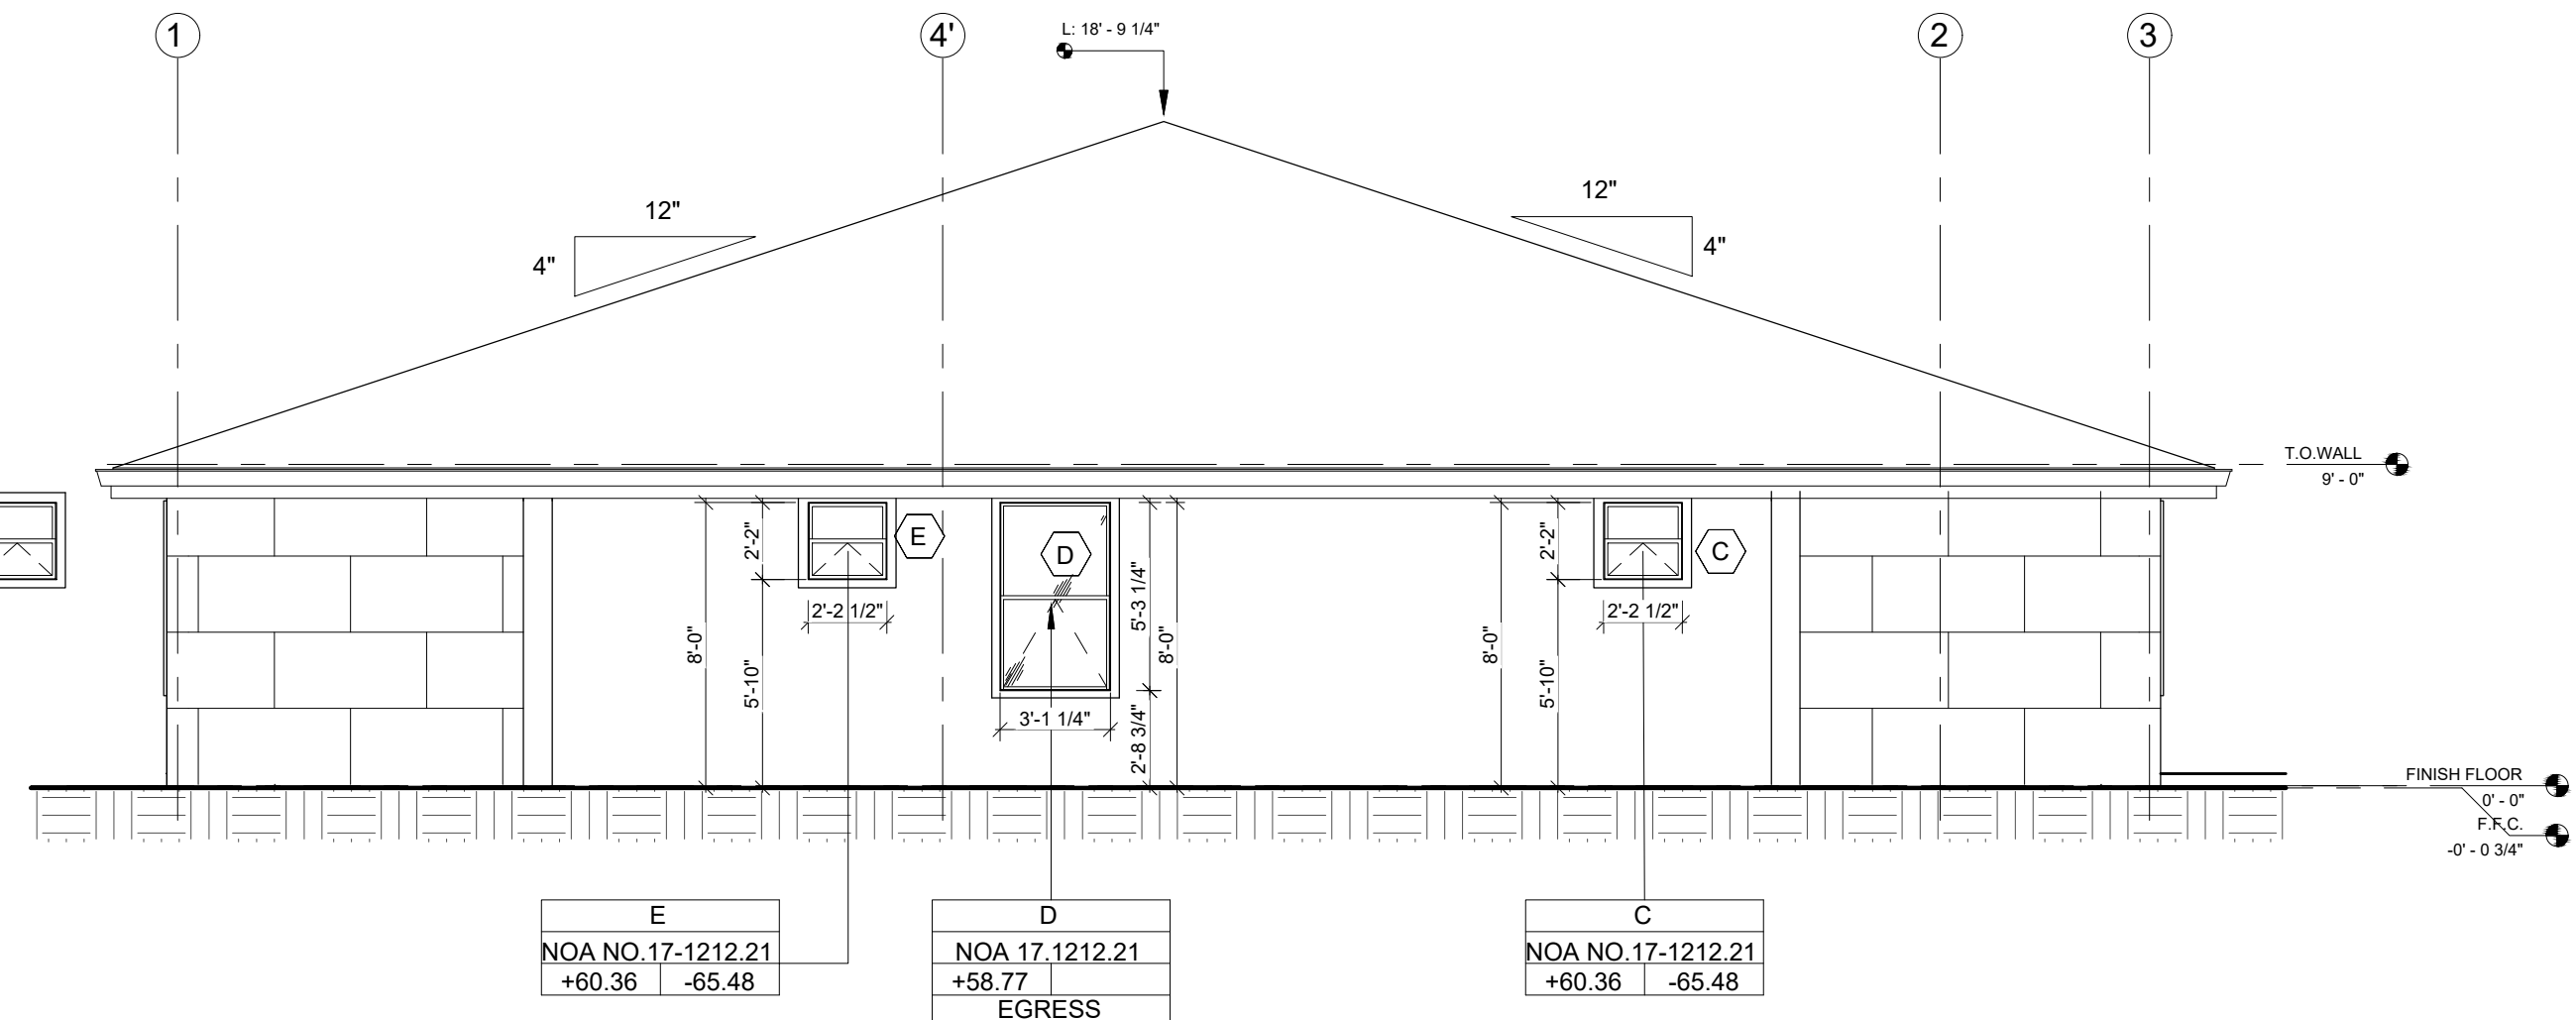 1
4'
L: 18' - 9 1/4"
2
3
12"
4"
12"
4"
T.O.WALL
9' - 0"
8'-0"
2'-2"
5'-10"
E
2'-2 1/2"
D
3'-1 1/4"
5'-3 1/4"
2'-8 3/4"
8'-0"
8'-0"
2'-2"
5'-10"
C
2'-2 1/2"
FINISH FLOOR
0' - 0"
F.F.C.
-0' - 0 3/4"
E
NOA NO.17-1212.21
+60.36 -65.48
D
NOA 17.1212.21
+58.77
EGRESS
C
NOA NO.17-1212.21
+60.36 -65.48